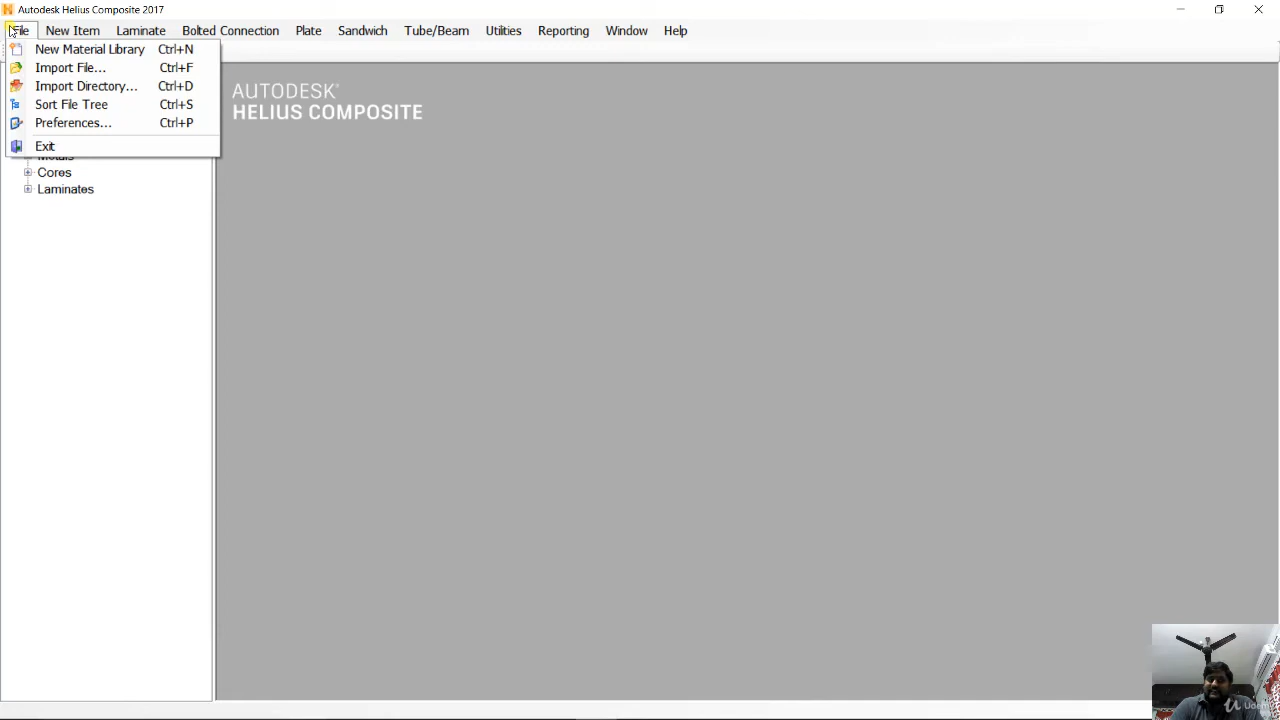 Autodesk Helius Composite 2017
File New Item Laminate Bolted Connection Plate Sandwich Tube/Beam Utilities Reporting Window Help
New Material Library Ctrl+N
Import File... Ctrl+F
Import Directory... Ctrl+D
Sort File Tree Ctrl+S
Preferences... Ctrl+P
Exit
Metals
Cores
Laminates
AUTODESK®
HELIUS COMPOSITE
Udemy